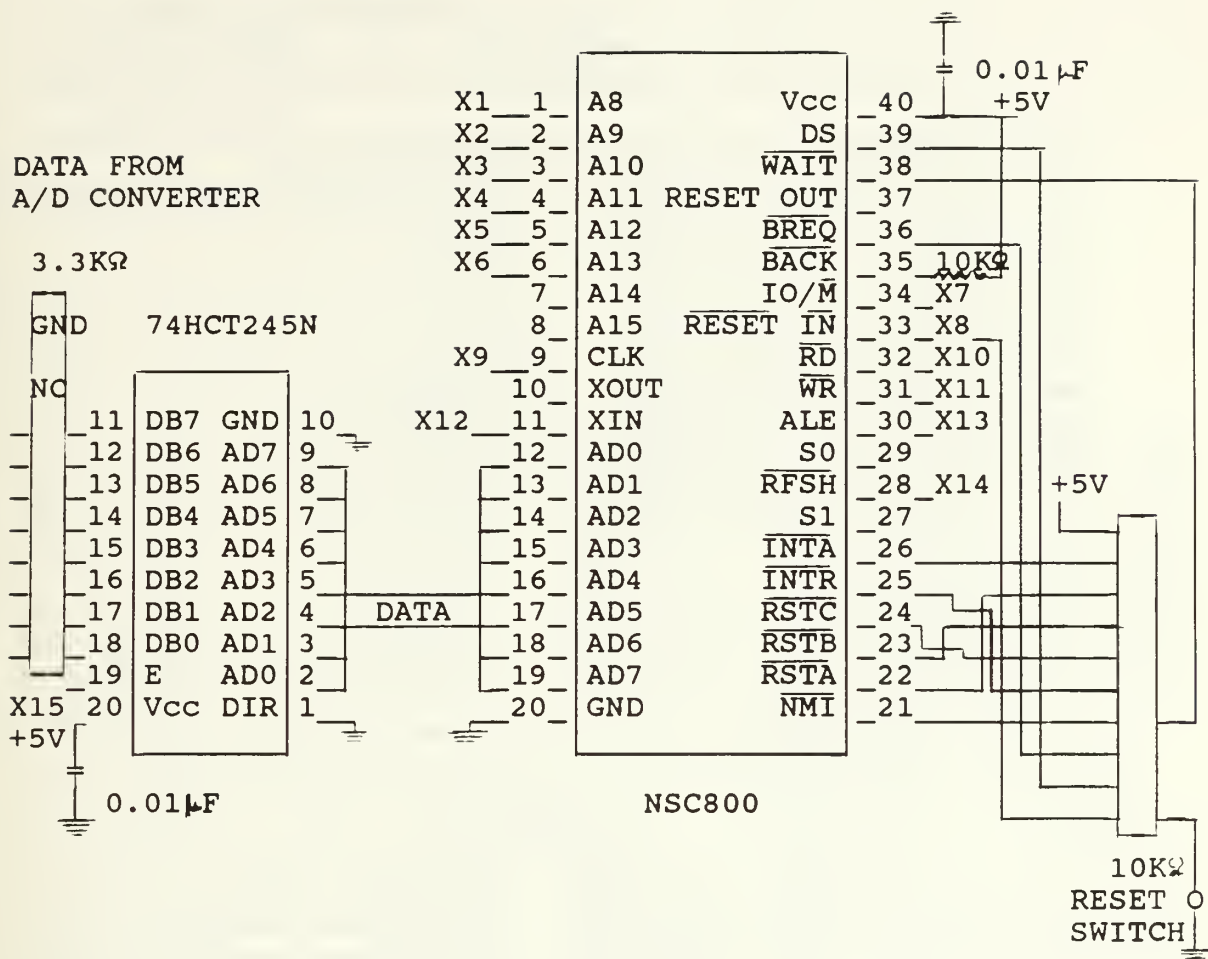 0.01µF
+5V
DATA FROM
A/D CONVERTER
3.3KΩ
GND
NC
74HCT245N
11 DB7 GND 10
12 DB6 AD7 9
13 DB5 AD6 8
14 DB4 AD5 7
15 DB3 AD4 6
16 DB2 AD3 5
17 DB1 AD2 4
18 DB0 AD1 3
19 E AD0 2
X15 20 Vcc DIR 1
+5V
0.01µF
DATA
X1 1 A8 Vcc 40
X2 2 A9 DS 39
X3 3 A10 WAIT 38
X4 4 A11 RESET OUT 37
X5 5 A12 BREQ 36
X6 6 A13 BACK 35 10KΩ
7 A14 IO/M 34 X7
8 A15 RESET IN 33 X8
X9 9 CLK RD 32 X10
10 XOUT WR 31 X11
X12 11 XIN ALE 30 X13
12 AD0 S0 29
13 AD1 RFSH 28 X14
14 AD2 S1 27
15 AD3 INTA 26
16 AD4 INTR 25
17 AD5 RSTC 24
18 AD6 RSTB 23
19 AD7 RSTA 22
20 GND NMI 21
NSC800
+5V
10KΩ
RESET
SWITCH